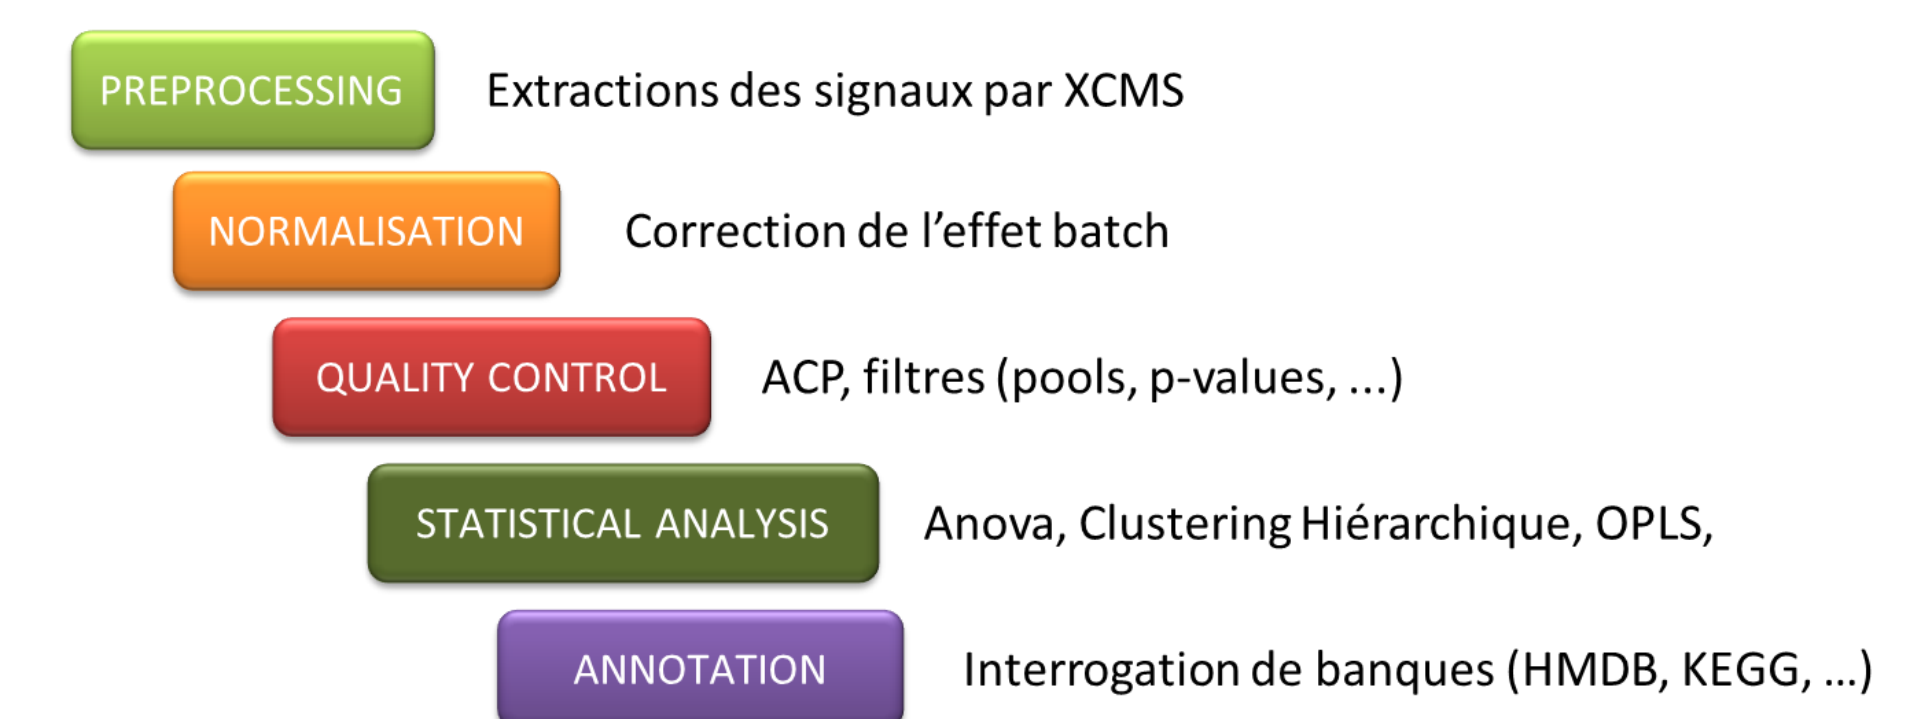 PREPROCESSING Extractions des signaux par XCMS
NORMALISATION Correction de l’effet batch
QUALITY CONTROL ACP, filtres (pools, p-values, ...)
STATISTICAL ANALYSIS Anova, Clustering Hiérarchique, OPLS,
ANNOTATION Interrogation de banques (HMDB, KEGG, ...)